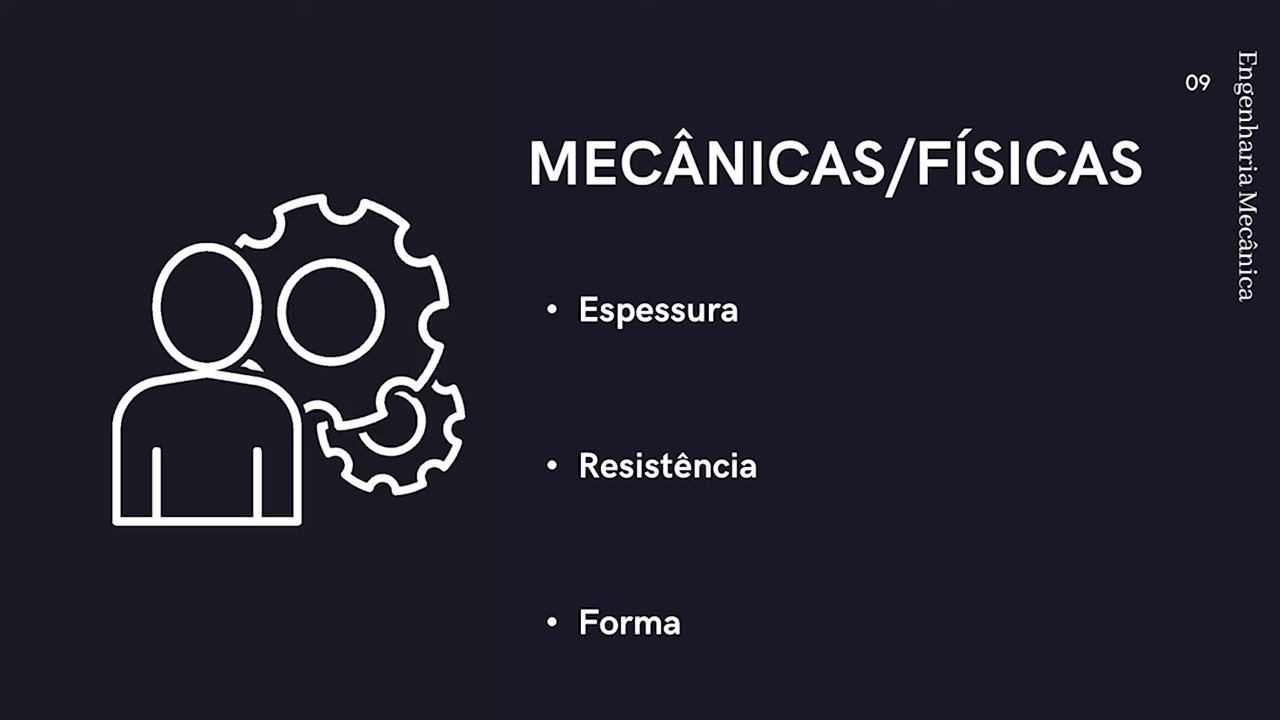 09
Engenharia Mecânica
MECÂNICAS/FÍSICAS
• Espessura
• Resistência
• Forma